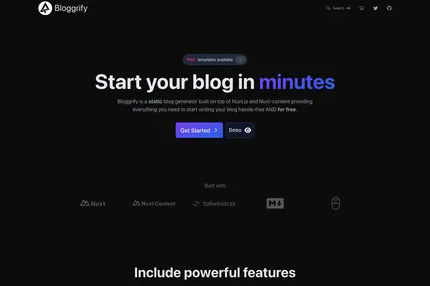 Bloggrify
Search
PRO templates available
Start your blog in minutes
Bloggrify is a static blog generator built on top of Nuxt.js and Nuxt-content providing
everything you need to start writing your blog hassle-free AND for free.
Get Started
Demo
Built with
Nuxt
Nuxt Content
tailwindcss
M
Include powerful features